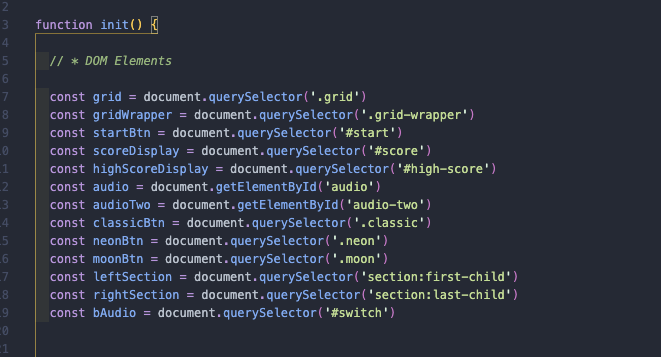 2
3 function init() {
4
5 // * DOM Elements
6
7 const grid = document.querySelector('.grid')
8 const gridWrapper = document.querySelector('.grid-wrapper')
9 const startBtn = document.querySelector('#start')
0 const scoreDisplay = document.querySelector('#score')
1 const highScoreDisplay = document.querySelector('#high-score')
2 const audio = document.getElementById('audio')
3 const audioTwo = document.getElementById('audio-two')
4 const classicBtn = document.querySelector('.classic')
5 const neonBtn = document.querySelector('.neon')
6 const moonBtn = document.querySelector('.moon')
7 const leftSection = document.querySelector('section:first-child')
8 const rightSection = document.querySelector('section:last-child')
9 const bAudio = document.querySelector('#switch')
0
1